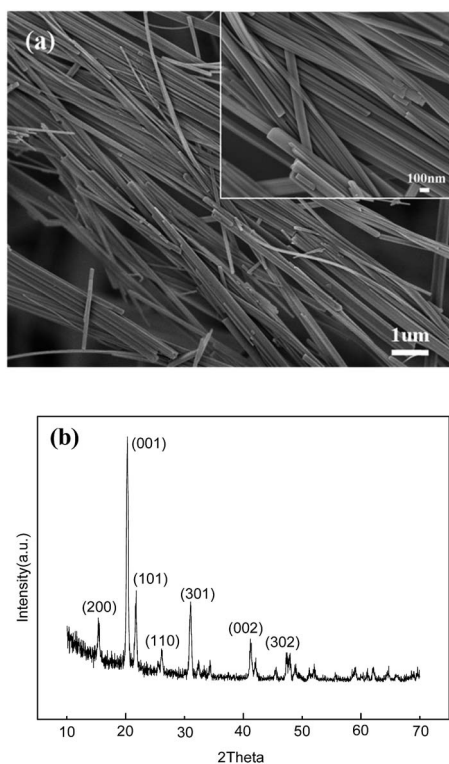 (a)
100nm
1um
(b)
(001)
(101)
(301)
(200)
(110)
(002)
(302)
Intensity(a.u.)
10 20 30 40 50 60 70
2Theta